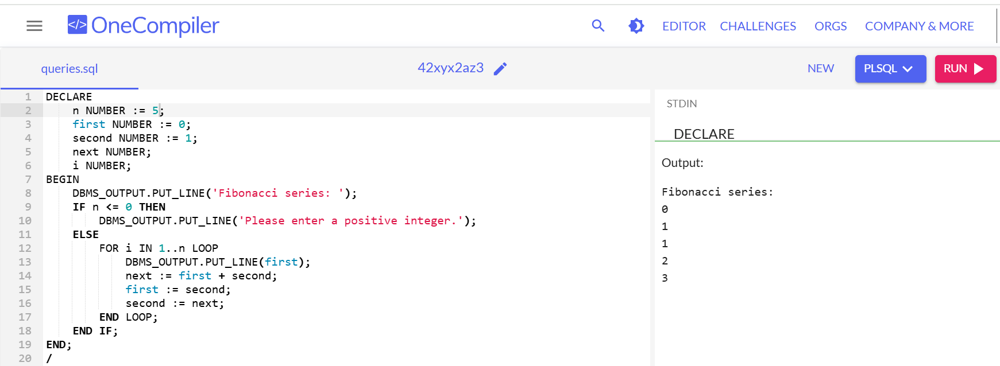 </> OneCompiler EDITOR CHALLENGES ORGS COMPANY & MORE
queries.sql 42xyx2az3 NEW PLSQL RUN
1 DECLARE
2 n NUMBER := 5;
3 first NUMBER := 0;
4 second NUMBER := 1;
5 next NUMBER;
6 i NUMBER;
7 BEGIN
8 DBMS_OUTPUT.PUT_LINE('Fibonacci series: ');
9 IF n <= 0 THEN
10 DBMS_OUTPUT.PUT_LINE('Please enter a positive integer.');
11 ELSE
12 FOR i IN 1..n LOOP
13 DBMS_OUTPUT.PUT_LINE(first);
14 next := first + second;
15 first := second;
16 second := next;
17 END LOOP;
18 END IF;
19 END;
20 /
STDIN
DECLARE
Output:
Fibonacci series:
0
1
1
2
3